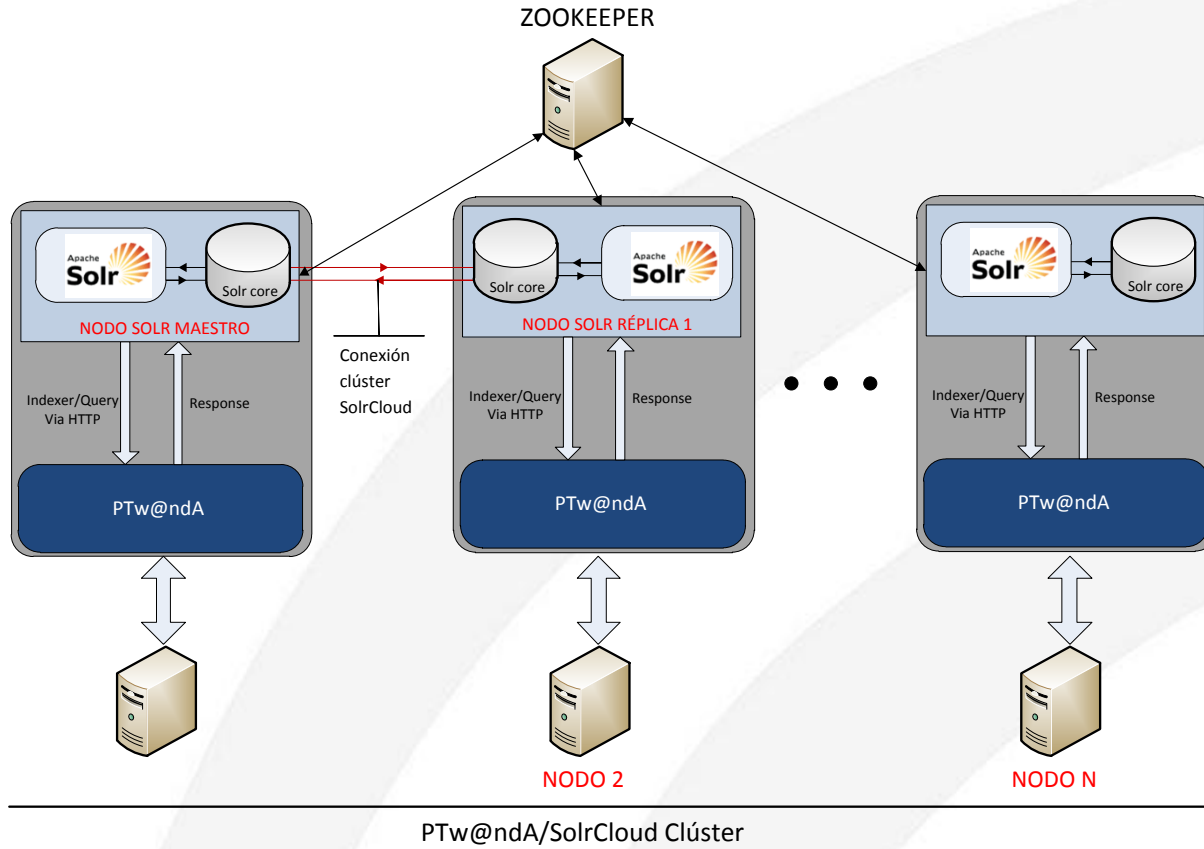 ZOOKEEPER
Apache
Solr
Solr core
NODO SOLR MAESTRO
Indexer/Query
Via HTTP
Response
PTw@ndA
Conexión
clúster
SolrCloud
Solr core
Apache
Solr
NODO SOLR RÉPLICA 1
Indexer/Query
Via HTTP
Response
PTw@ndA
NODO 2
Apache
Solr
Solr core
Indexer/Query
Via HTTP
Response
PTw@ndA
NODO N
PTw@ndA/SolrCloud Clúster